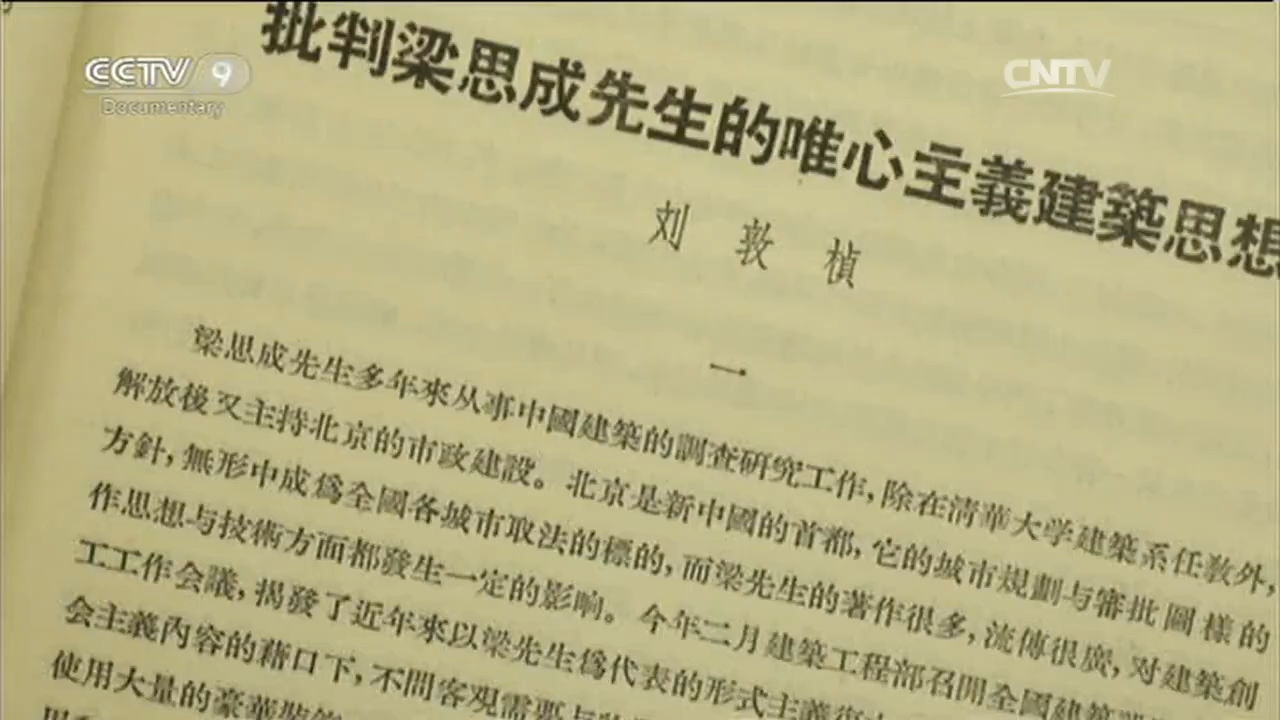 CCTV 9
Documentary
CNTV
批判梁思成先生的唯心主義建築思想
刘敦楨
一
梁思成先生多年來从事中國建築的調查研究工作,除在清華大学建築系任教外,
解放後又主持北京的市政建設。北京是新中國的首都,它的城市規劃与審批圖樣的
方針,無形中成爲全國各城市取法的標的,而梁先生的著作很多,流傳很廣,对建築創
作思想与技術方面都發生一定的影响。今年二月建築工程部召開全國建築
工工作会議,揭發了近年來以梁先生爲代表的形式主義復
会主義內容的藉口下,不問客观需要与
使用大量的豪華裝